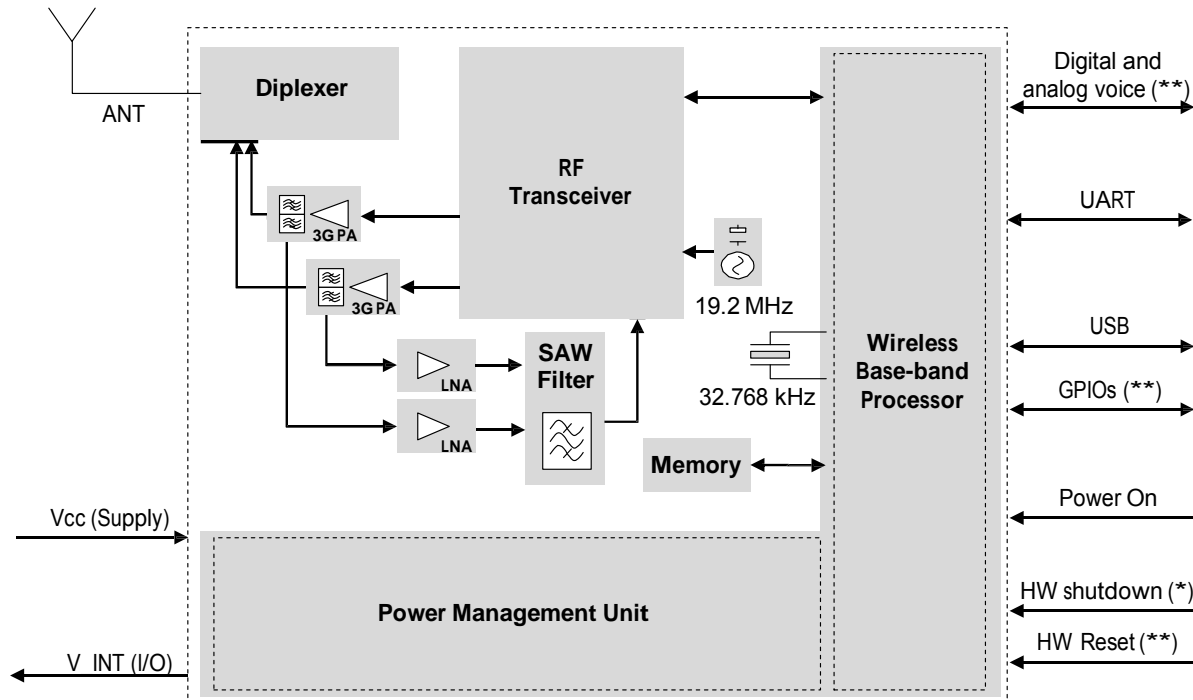 Diplexer
ANT
RF
Transceiver
3G PA
3G PA
LNA
LNA
SAW
Filter
19.2 MHz
32.768 kHz
Memory
Wireless
Base-band
Processor
Power Management Unit
Vcc (Supply)
V INT (I/O)
Digital and
analog voice (**)
UART
USB
GPIOs (**)
Power On
HW shutdown (*)
HW Reset (**)